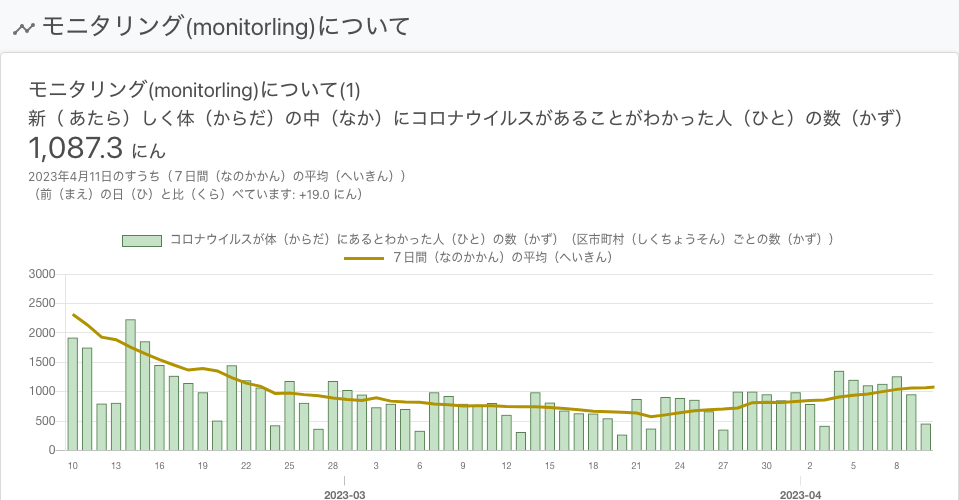 モニタリング(monitorling)について
モニタリング(monitorling)について(1)
新（ あたら）しく体（からだ）の中（なか）にコロナウイルスがあることがわかった人（ひと）の数（かず）
1,087.3 にん
2023年4月11日のすうち（７日間（なのかかん）の平均（へいきん））
（前（まえ）の日（ひ）と比（くら）べています: +19.0 にん）
コロナウイルスが体（からだ）にあるとわかった人（ひと）の数（かず）（区市町村（しくちょうそん）ごとの数（かず））
７日間（なのかかん）の平均（へいきん）
3000
2500
2000
1500
1000
500
0
10 13 16 19 22 25 28 3 6 9 12 15 18 21 24 27 30 2 5 8
2023-03 2023-04